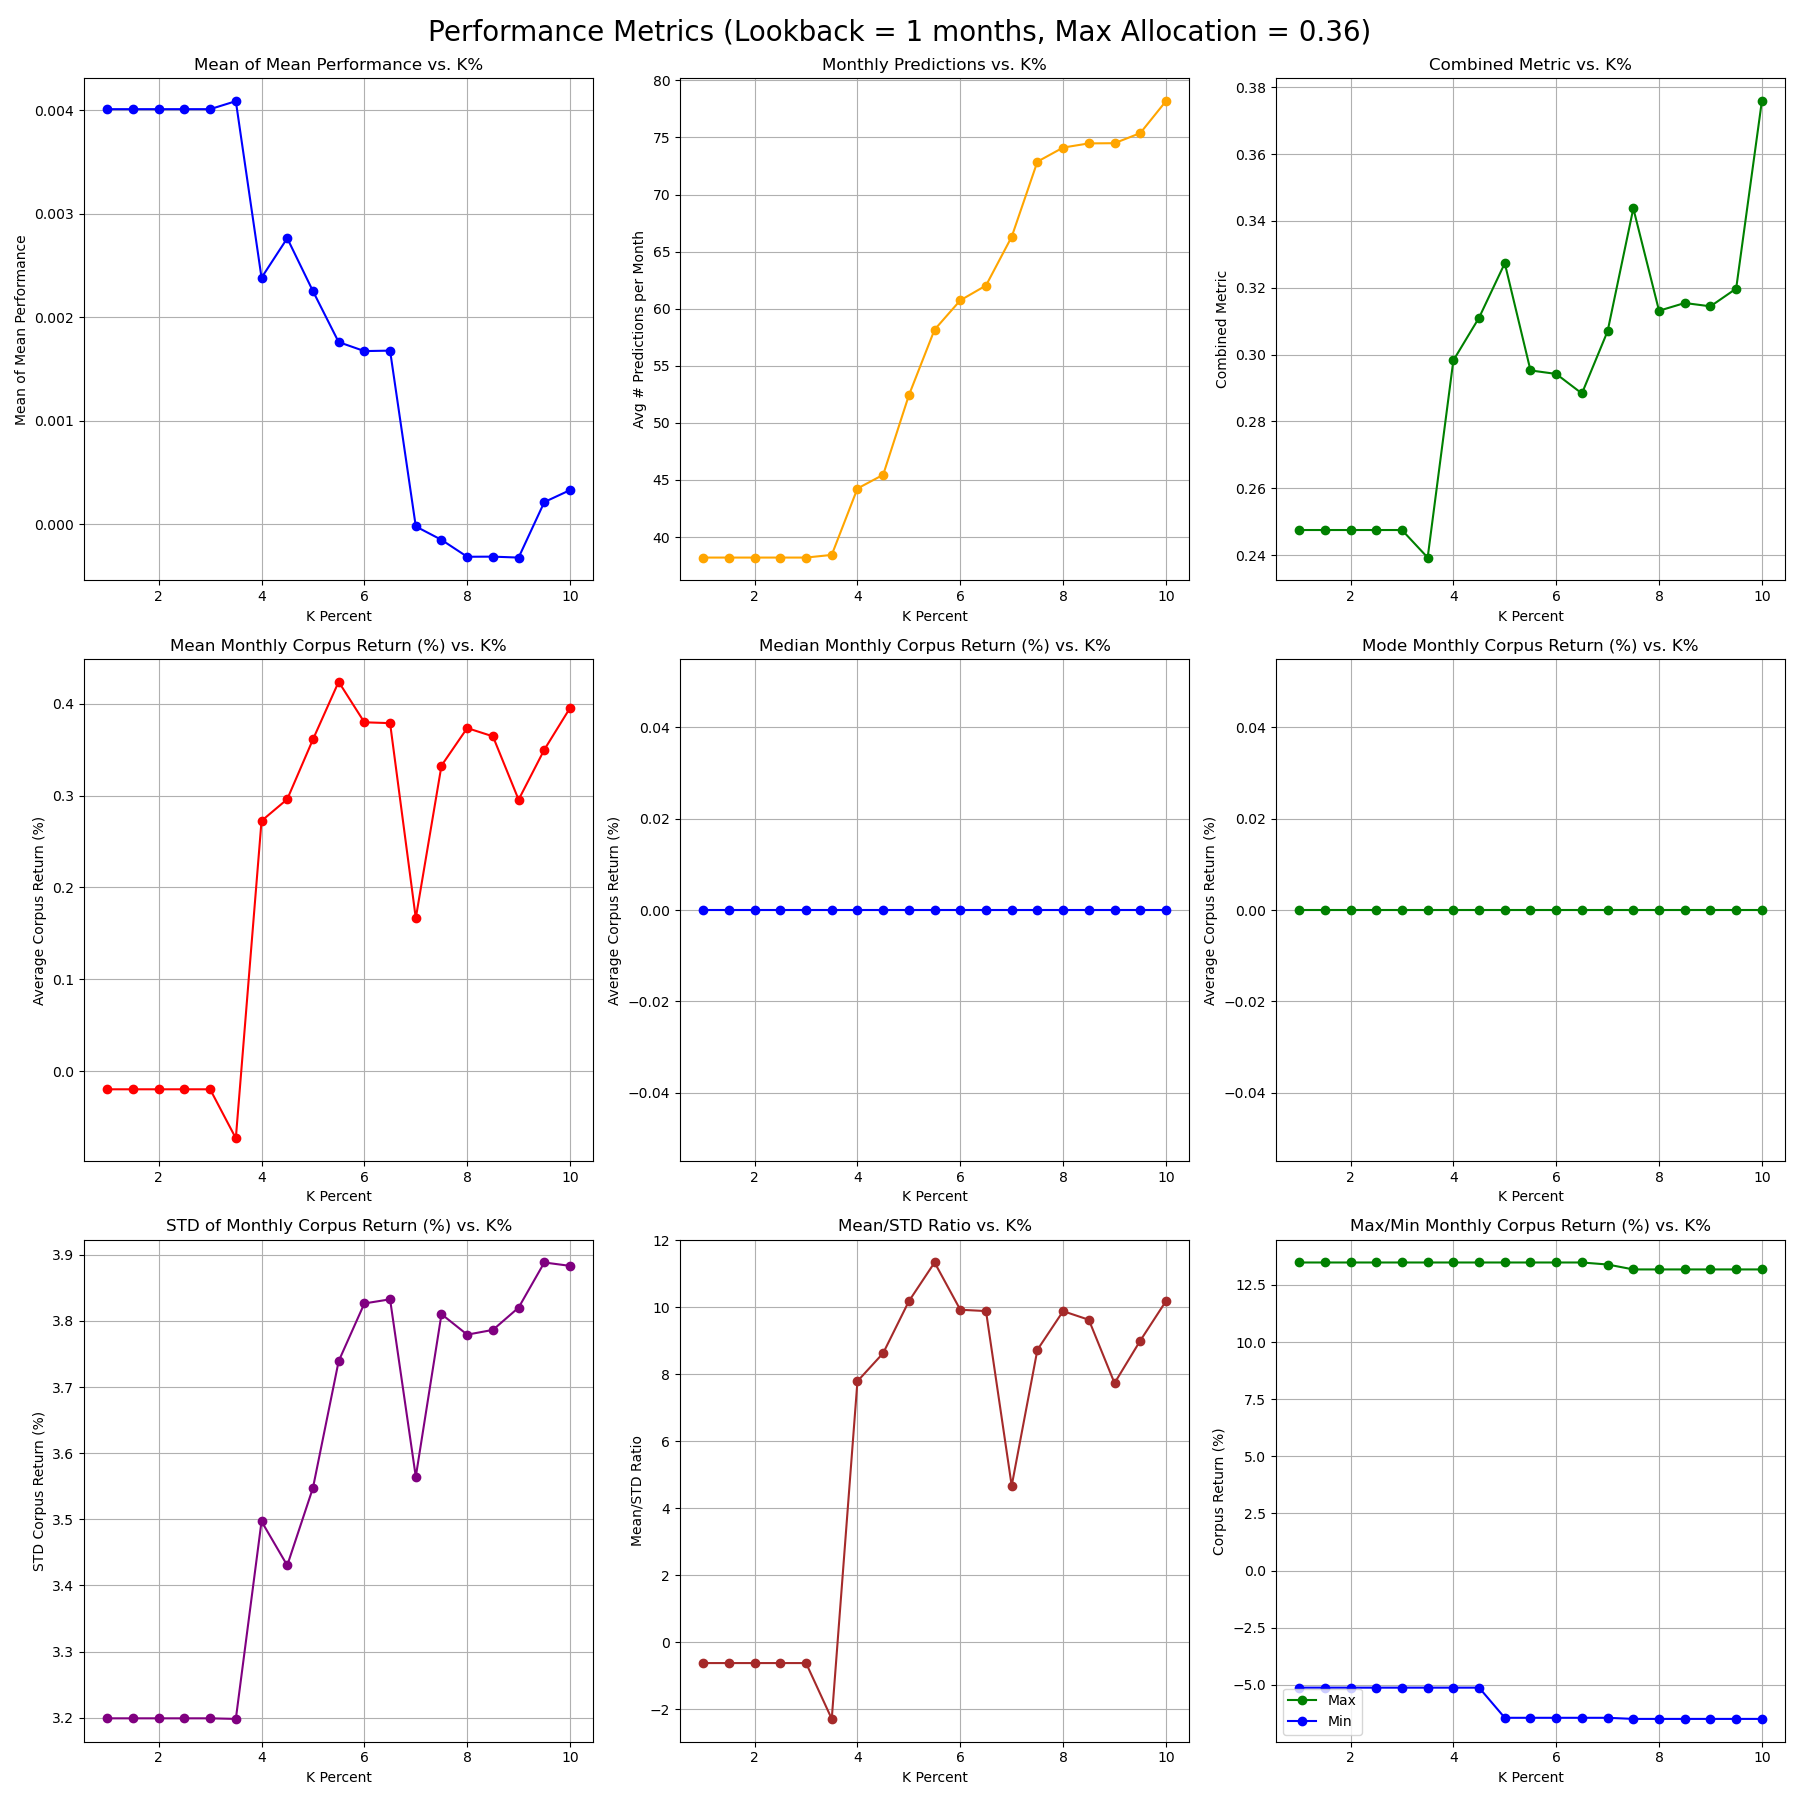 Performance Metrics (Lookback = 1 months, Max Allocation = 0.36)
Mean of Mean Performance vs. K%
Mean of Mean Performance
0.004
0.003
0.002
0.001
0.000
2 4 6 8 10
K Percent
Monthly Predictions vs. K%
Avg # Predictions per Month
80
75
70
65
60
55
50
45
40
2 4 6 8 10
K Percent
Combined Metric vs. K%
Combined Metric
0.38
0.36
0.34
0.32
0.30
0.28
0.26
0.24
2 4 6 8 10
K Percent
Mean Monthly Corpus Return (%) vs. K%
Average Corpus Return (%)
0.4
0.3
0.2
0.1
0.0
2 4 6 8 10
K Percent
Median Monthly Corpus Return (%) vs. K%
Average Corpus Return (%)
0.04
0.02
0.00
−0.02
−0.04
2 4 6 8 10
K Percent
Mode Monthly Corpus Return (%) vs. K%
Average Corpus Return (%)
0.04
0.02
0.00
−0.02
−0.04
2 4 6 8 10
K Percent
STD of Monthly Corpus Return (%) vs. K%
STD Corpus Return (%)
3.9
3.8
3.7
3.6
3.5
3.4
3.3
3.2
2 4 6 8 10
K Percent
Mean/STD Ratio vs. K%
Mean/STD Ratio
12
10
8
6
4
2
0
−2
2 4 6 8 10
K Percent
Max/Min Monthly Corpus Return (%) vs. K%
Corpus Return (%)
12.5
10.0
7.5
5.0
2.5
0.0
−2.5
−5.0
Max
Min
2 4 6 8 10
K Percent